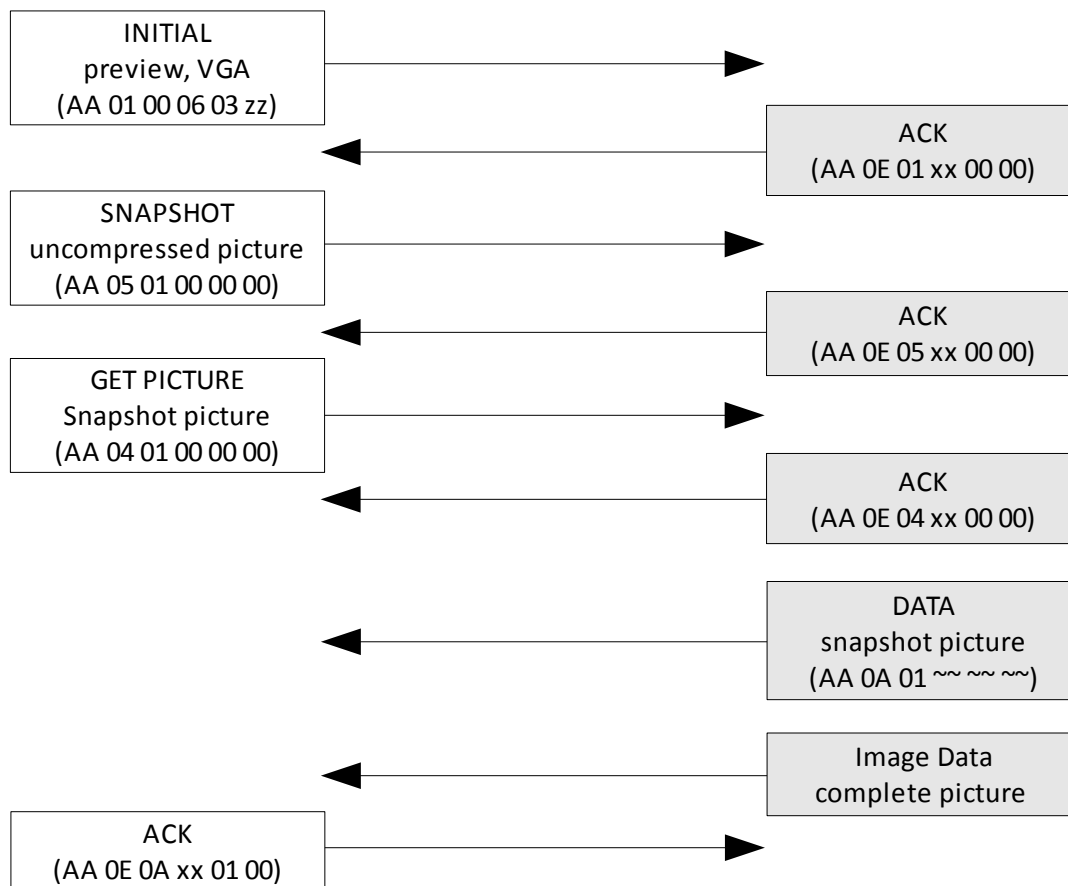 INITIAL
preview, VGA
(AA 01 00 06 03 zz)
ACK
(AA 0E 01 xx 00 00)
SNAPSHOT
uncompressed picture
(AA 05 01 00 00 00)
ACK
(AA 0E 05 xx 00 00)
GET PICTURE
Snapshot picture
(AA 04 01 00 00 00)
ACK
(AA 0E 04 xx 00 00)
DATA
snapshot picture
(AA 0A 01 ~~ ~~ ~~)
Image Data
complete picture
ACK
(AA 0E 0A xx 01 00)